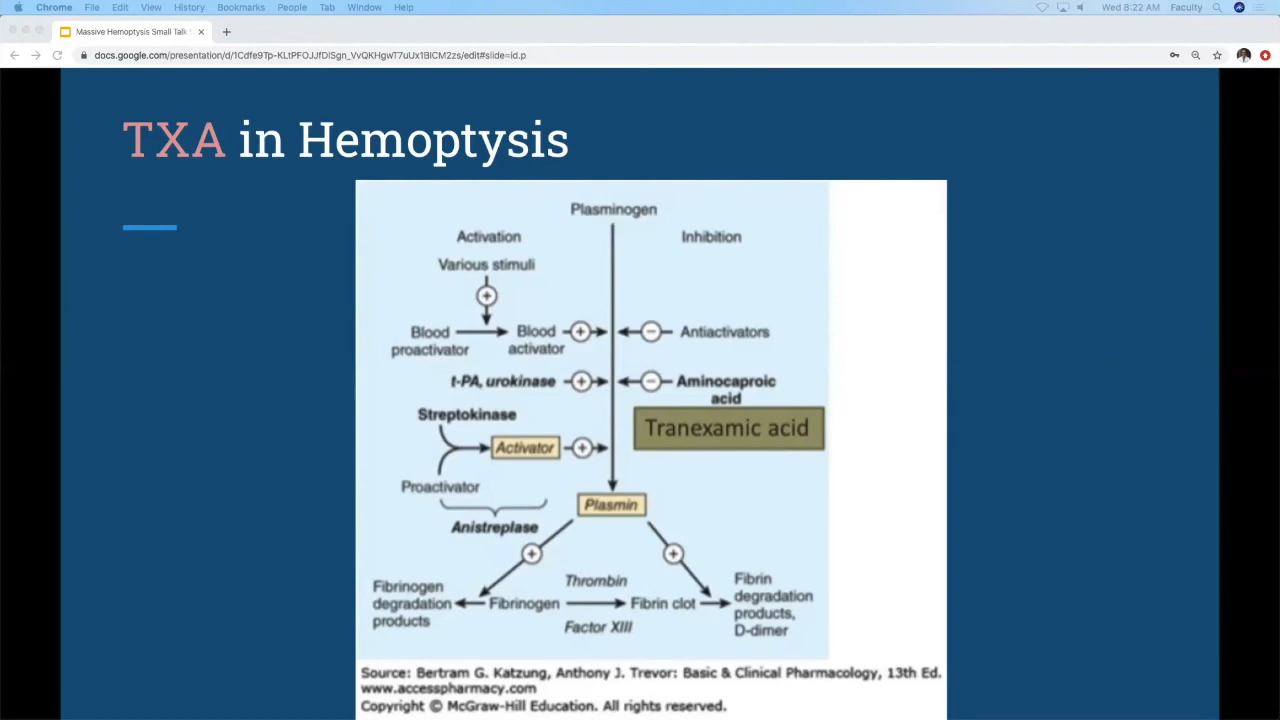 Chrome File Edit View History Bookmarks People Tab Window Help Wed 8:22 AM Faculty
Massive Hemoptysis Small Talk
docs.google.com/presentation/d/1Cdfe9Tp-KLtPFOJJfDlSgn_VvQKHgwT7uUx1BlCM2zs/edit#slide=id.p
TXA in Hemoptysis
Plasminogen
Activation
Inhibition
Various stimuli
Blood
proactivator
Blood
activator
Antiactivators
t-PA, urokinase
Aminocaproic
acid
Tranexamic acid
Streptokinase
Activator
Proactivator
Plasmin
Anistreplase
Fibrinogen
degradation
products
Fibrinogen
Thrombin
Factor XIII
Fibrin clot
Fibrin
degradation
products,
D-dimer
Source: Bertram G. Katzung, Anthony J. Trevor: Basic & Clinical Pharmacology, 13th Ed.
www.accesspharmacy.com
Copyright © McGraw-Hill Education. All rights reserved.